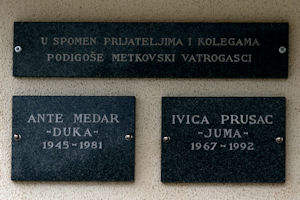 U SPOMEN PRIJATELJIMA I KOLEGAMA
PODIGOŠE METKOVSKI VATROGASCI
ANTE MEDAR
-DUKA-
1945-1981
IVICA PRUSAC
-JUMA-
1967-1992